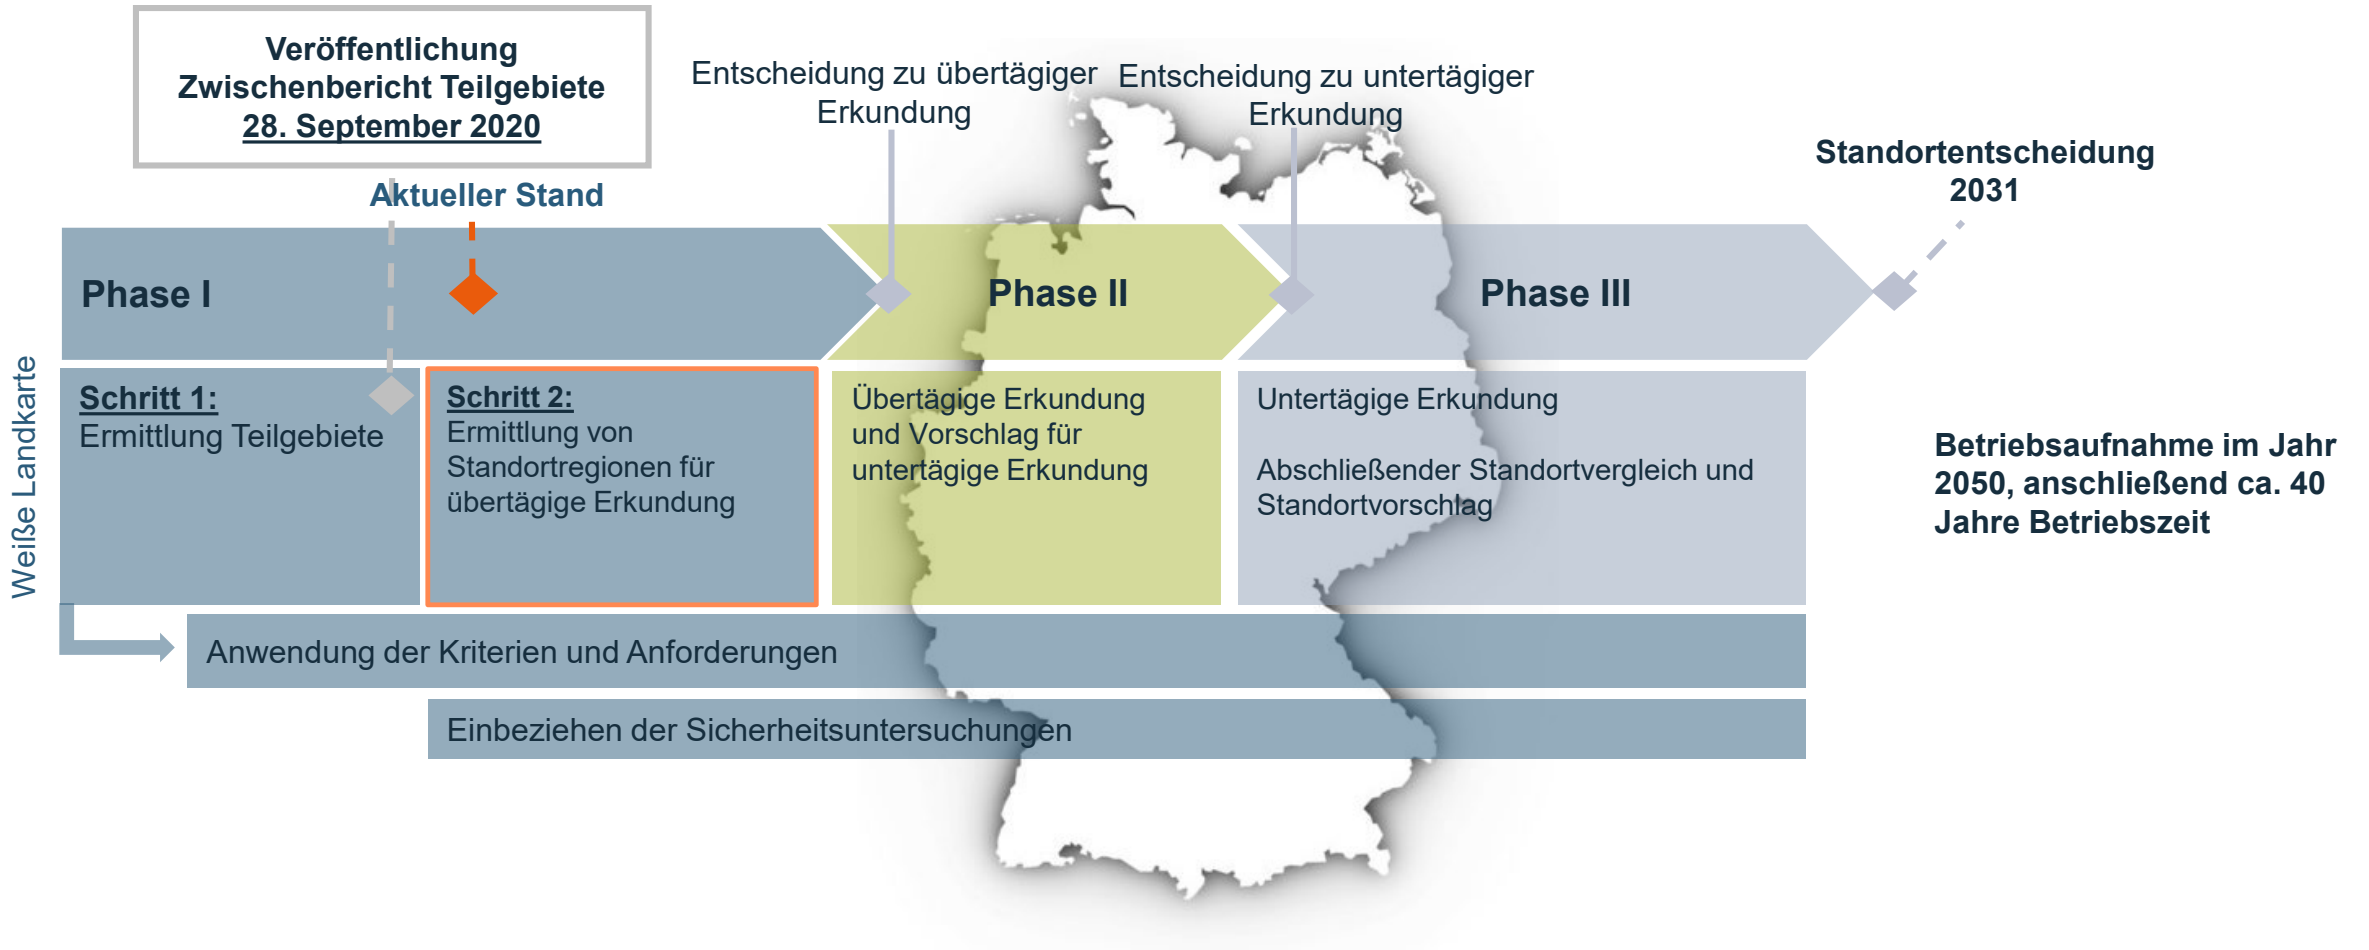 Veröffentlichung
Zwischenbericht Teilgebiete
28. September 2020
Aktueller Stand
Entscheidung zu übertägiger
Erkundung
Entscheidung zu untertägiger
Erkundung
Standortentscheidung
2031
Phase I
Phase II
Phase III
Weiße Landkarte
Schritt 1:
Ermittlung Teilgebiete
Schritt 2:
Ermittlung von
Standortregionen für
übertägige Erkundung
Übertägige Erkundung
und Vorschlag für
untertägige Erkundung
Untertägige Erkundung
Abschließender Standortvergleich und
Standortvorschlag
Betriebsaufnahme im Jahr
2050, anschließend ca. 40
Jahre Betriebszeit
Anwendung der Kriterien und Anforderungen
Einbeziehen der Sicherheitsuntersuchungen